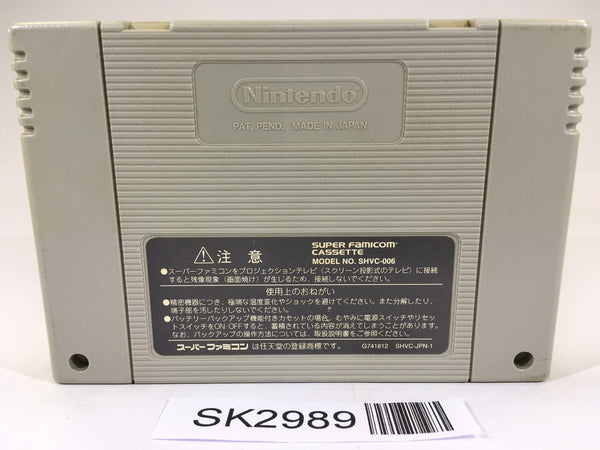 Nintendo
PAT. PEND. MADE IN JAPAN
注意
SUPER FAMICOM
CASSETTE
MODEL NO. SHVC-006
●スーパーファミコンをプロジェクションテレビ（スクリーン投影式のテレビ）に接続
すると残像現象（画面焼け）が生じるため、接続しないでください。
使用上のおねがい
●精密機器につき、極端な温度変化やショックを避けてください。また分解したり、
端子部を汚したりしないでください。
●バッテリーバックアップ機能付きカセットの場合、むやみに電源スイッチやリセッ
トスイッチをON・OFFすると、蓄積されている内容が消えてしまうことがあります。
なお、バックアップの操作方法については、取扱説明書をご参照ください。
スーパーファミコンは任天堂の登録商標です。 G741812 SHVC-JPN-1
SK2989